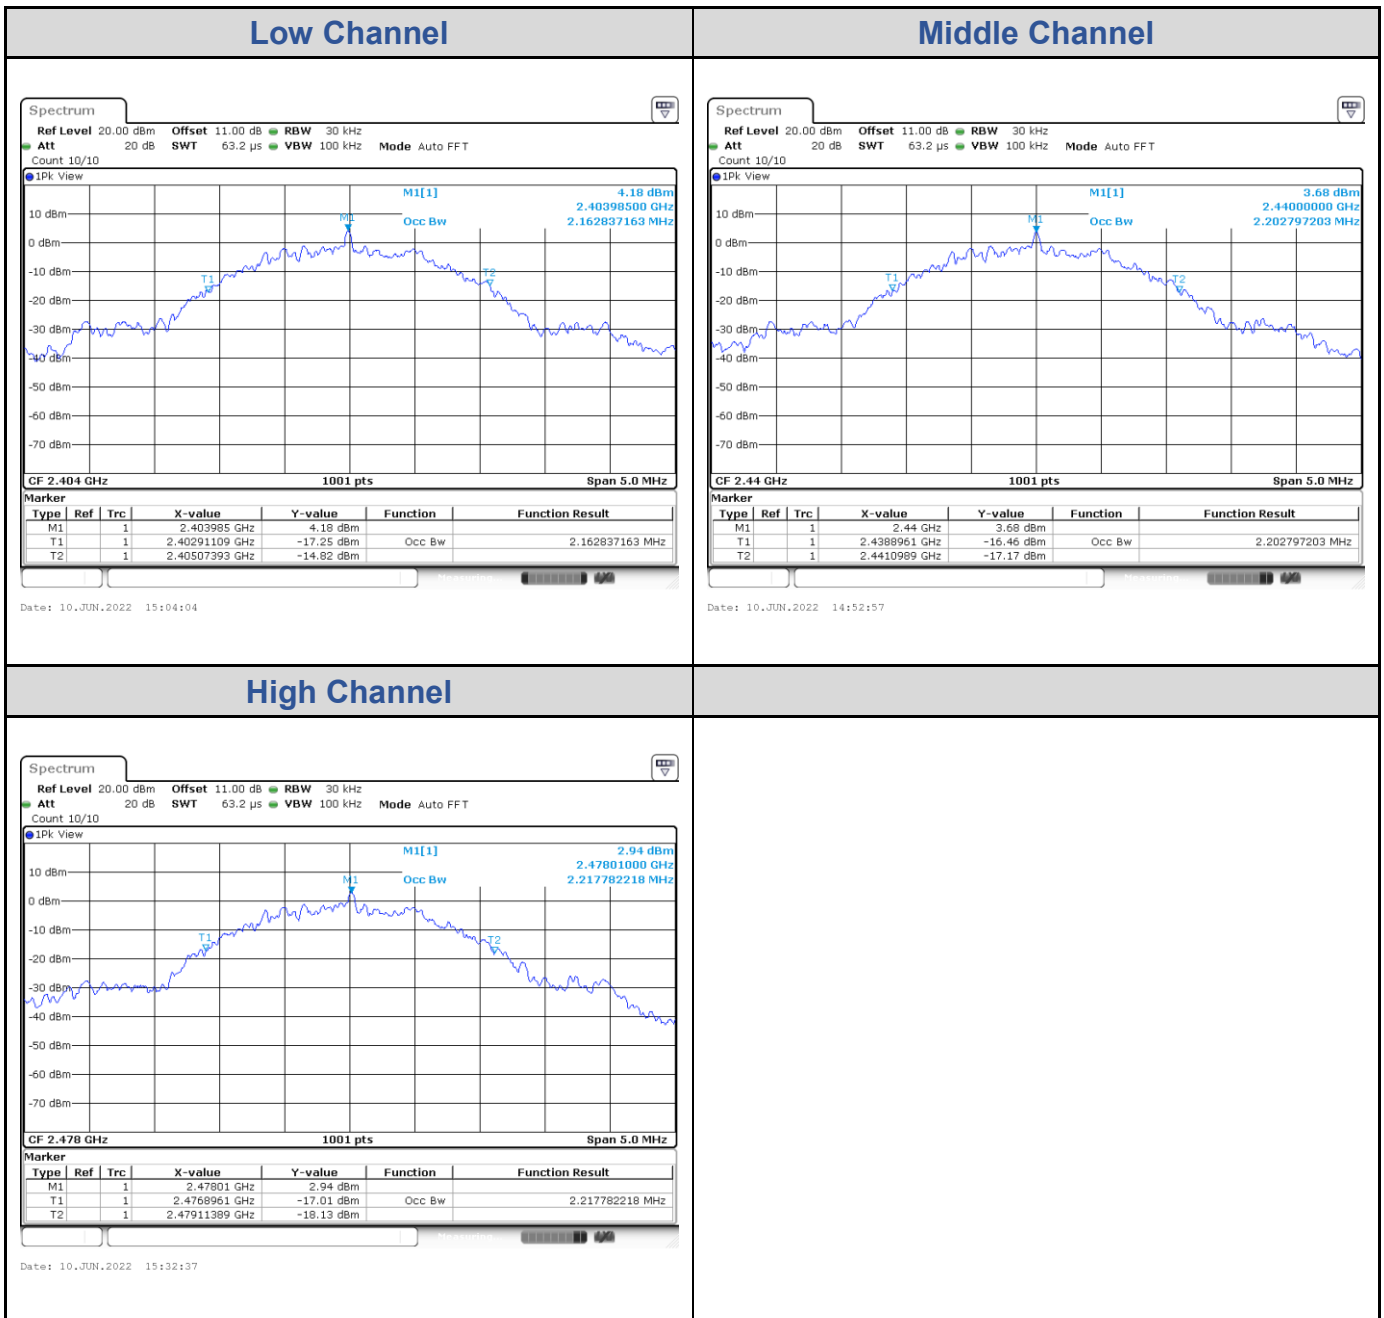 Low Channel
Middle Channel
Spectrum
Ref Level 20.00 dBm Offset 11.00 dB RBW 30 kHz
Att 20 dB SWT 63.2 µs VBW 100 kHz Mode Auto FFT
Count 10/10
1Pk View
M1[1] 4.18 dBm
2.40398500 GHz
Occ Bw 2.162837163 MHz
M1
T1
T2
10 dBm
0 dBm
-10 dBm
-20 dBm
-30 dBm
-40 dBm
-50 dBm
-60 dBm
-70 dBm
CF 2.404 GHz 1001 pts Span 5.0 MHz
Marker
Type Ref Trc X-value Y-value Function Function Result
M1 1 2.403985 GHz 4.18 dBm
T1 1 2.40291109 GHz -17.25 dBm Occ Bw 2.162837163 MHz
T2 1 2.40507393 GHz -14.82 dBm
Date: 10.JUN.2022 15:04:04
Spectrum
Ref Level 20.00 dBm Offset 11.00 dB RBW 30 kHz
Att 20 dB SWT 63.2 µs VBW 100 kHz Mode Auto FFT
Count 10/10
1Pk View
M1[1] 3.68 dBm
2.44000000 GHz
Occ Bw 2.202797203 MHz
M1
T1
T2
10 dBm
0 dBm
-10 dBm
-20 dBm
-30 dBm
-40 dBm
-50 dBm
-60 dBm
-70 dBm
CF 2.44 GHz 1001 pts Span 5.0 MHz
Marker
Type Ref Trc X-value Y-value Function Function Result
M1 1 2.44 GHz 3.68 dBm
T1 1 2.4388961 GHz -16.46 dBm Occ Bw 2.202797203 MHz
T2 1 2.4410989 GHz -17.17 dBm
Date: 10.JUN.2022 14:52:57
High Channel
Spectrum
Ref Level 20.00 dBm Offset 11.00 dB RBW 30 kHz
Att 20 dB SWT 63.2 µs VBW 100 kHz Mode Auto FFT
Count 10/10
1Pk View
M1[1] 2.94 dBm
2.47801000 GHz
Occ Bw 2.217782218 MHz
M1
T1
T2
10 dBm
0 dBm
-10 dBm
-20 dBm
-30 dBm
-40 dBm
-50 dBm
-60 dBm
-70 dBm
CF 2.478 GHz 1001 pts Span 5.0 MHz
Marker
Type Ref Trc X-value Y-value Function Function Result
M1 1 2.47801 GHz 2.94 dBm
T1 1 2.4768961 GHz -17.01 dBm Occ Bw 2.217782218 MHz
T2 1 2.47911389 GHz -18.13 dBm
Date: 10.JUN.2022 15:32:37